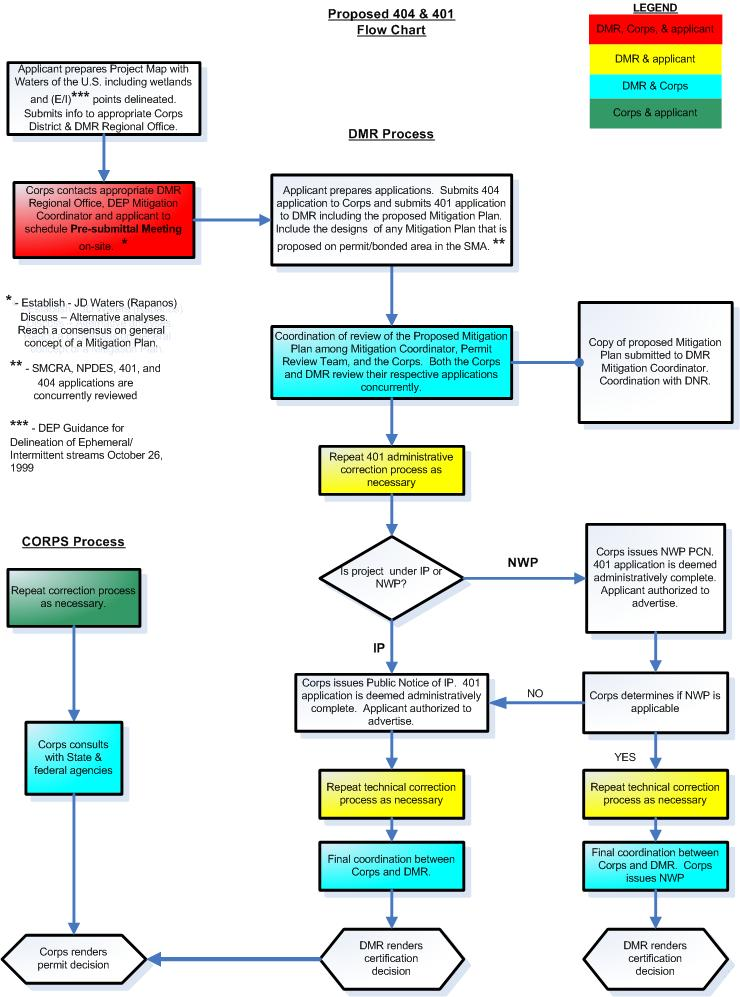 Proposed 404 & 401
Flow Chart
LEGEND
DMR, Corps, & applicant
DMR & applicant
DMR & Corps
Corps & applicant
Applicant prepares Project Map with
Waters of the U.S. including wetlands
and (E/I)*** points delineated.
Submits info to appropriate Corps
District & DMR Regional Office.
DMR Process
Corps contacts appropriate DMR
Regional Office, DEP Mitigation
Coordinator and applicant to
schedule Pre-submittal Meeting
on-site. *
Applicant prepares applications. Submits 404
application to Corps and submits 401 application
to DMR including the proposed Mitigation Plan.
Include the designs of any Mitigation Plan that is
proposed on permit/bonded area in the SMA. **
* - Establish - JD Waters (Rapanos)
Discuss – Alternative analyses.
Reach a consensus on general
concept of a Mitigation Plan.
** - SMCRA, NPDES, 401, and
404 applications are
concurrently reviewed
*** - DEP Guidance for
Delineation of Ephemeral/
Intermittent streams October 26,
1999
Coordination of review of the Proposed Mitigation
Plan among Mitigation Coordinator, Permit
Review Team, and the Corps. Both the Corps
and DMR review their respective applications
concurrently.
Copy of proposed Mitigation
Plan submitted to DMR
Mitigation Coordinator.
Coordination with DNR.
Repeat 401 administrative
correction process as
necessary
CORPS Process
Repeat correction process
as necessary.
Is project under IP or
NWP?
NWP
Corps issues NWP PCN.
401 application is deemed
administratively complete.
Applicant authorized to
advertise.
IP
Corps issues Public Notice of IP. 401
application is deemed administratively
complete. Applicant authorized to
advertise.
NO
Corps determines if NWP is
applicable
YES
Corps consults
with State &
federal agencies
Repeat technical correction
process as necessary
Repeat technical correction
process as necessary
Final coordination between
Corps and DMR.
Final coordination between
Corps and DMR. Corps
issues NWP
Corps renders
permit decision
DMR renders
certification
decision
DMR renders
certification
decision